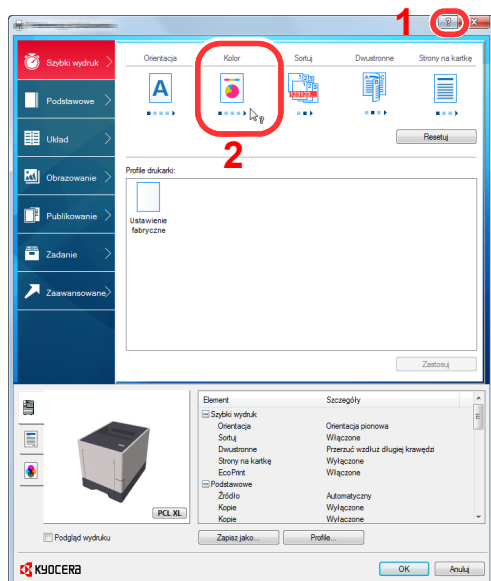 1
?
Szybki wydruk
Podstawowe
Układ
Obrazowanie
Publikowanie
Zadanie
Zaawansowane
Orientacja
Kolor
Sortuj
Dwustronne
Strony na kartkę
A
123
123123
A B C
?
2
Resetuj
Profile drukarki:
Ustawienie
fabryczne
Zastosuj
PCL XL
Podgląd wydruku
Element Szczegóły
Szybki wydruk
Orientacja Orientacja pionowa
Sortuj Włączone
Dwustronne Przerzuć wzdłuż długiej krawędzi
Strony na kartkę Wyłączone
EcoPrint Włączone
Podstawowe
Źródło Automatyczny
Kopie Wyłączone
Kopie Wyłączone
Zapisz jako...
Profile...
KYOCERA
OK
Anuluj